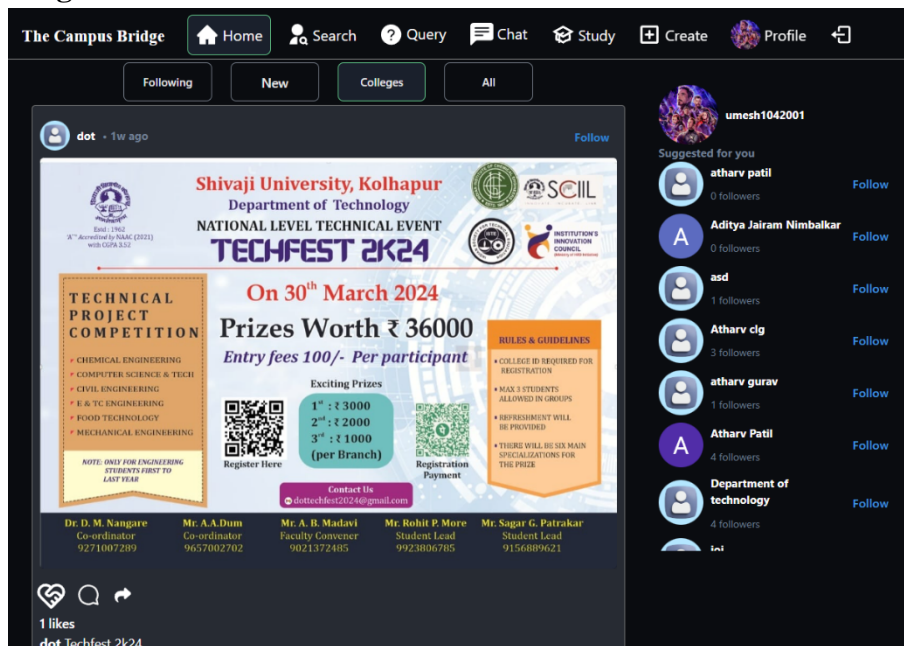 The Campus Bridge
Home
Search
Query
Chat
Study
Create
Profile
Following
New
Colleges
All
dot • 1w ago
Follow
Shivaji University, Kolhapur
Department of Technology
NATIONAL LEVEL TECHNICAL EVENT
TECHFEST 2K24
Estd : 1962
"A++ Accredited by NAAC (2021)
with CGPA 3.52
SCIIL
ISTE
INSTITUTION'S
INNOVATION
COUNCIL
TECHNICAL
PROJECT
COMPETITION
CHEMICAL ENGINEERING
COMPUTER SCIENCE & TECH
CIVIL ENGINEERING
E & TC ENGINEERING
FOOD TECHNOLOGY
MECHANICAL ENGINEERING
NOTE: ONLY FOR ENGINEERING
STUDENTS FIRST TO
LAST YEAR
On 30th March 2024
Prizes Worth ₹ 36000
Entry fees 100/- Per participant
Exciting Prizes
1st : ₹ 3000
2nd : ₹ 2000
3rd : ₹ 1000
(per Branch)
Register Here
Registration
Payment
Contact Us
dottechfest2024@gmail.com
RULES & GUIDELINES
• COLLEGE ID REQUIRED FOR
REGISTRATION
• MAX 3 STUDENTS
ALLOWED IN GROUPS
• REFRESHMENT WILL
BE PROVIDED
• THERE WILL BE SIX MAIN
SPECIALIZATIONS FOR
THE PRIZE
Dr. D. M. Nangare
Co-ordinator
9271007289
Mr. A.A.Dum
Co-ordinator
9657002702
Mr. A. B. Madavi
Faculty Convener
9021372485
Mr. Rohit P. More
Student Lead
9923806785
Mr. Sagar G. Patrakar
Student Lead
9156889621
1 likes
dot Techfest 2k24
umesh1042001
Suggested for you
atharv patil
0 followers
Follow
A
Aditya Jairam Nimbalkar
0 followers
Follow
asd
1 followers
Follow
Atharv clg
3 followers
Follow
atharv gurav
1 followers
Follow
A
Atharv Patil
4 followers
Follow
Department of
technology
4 followers
Follow